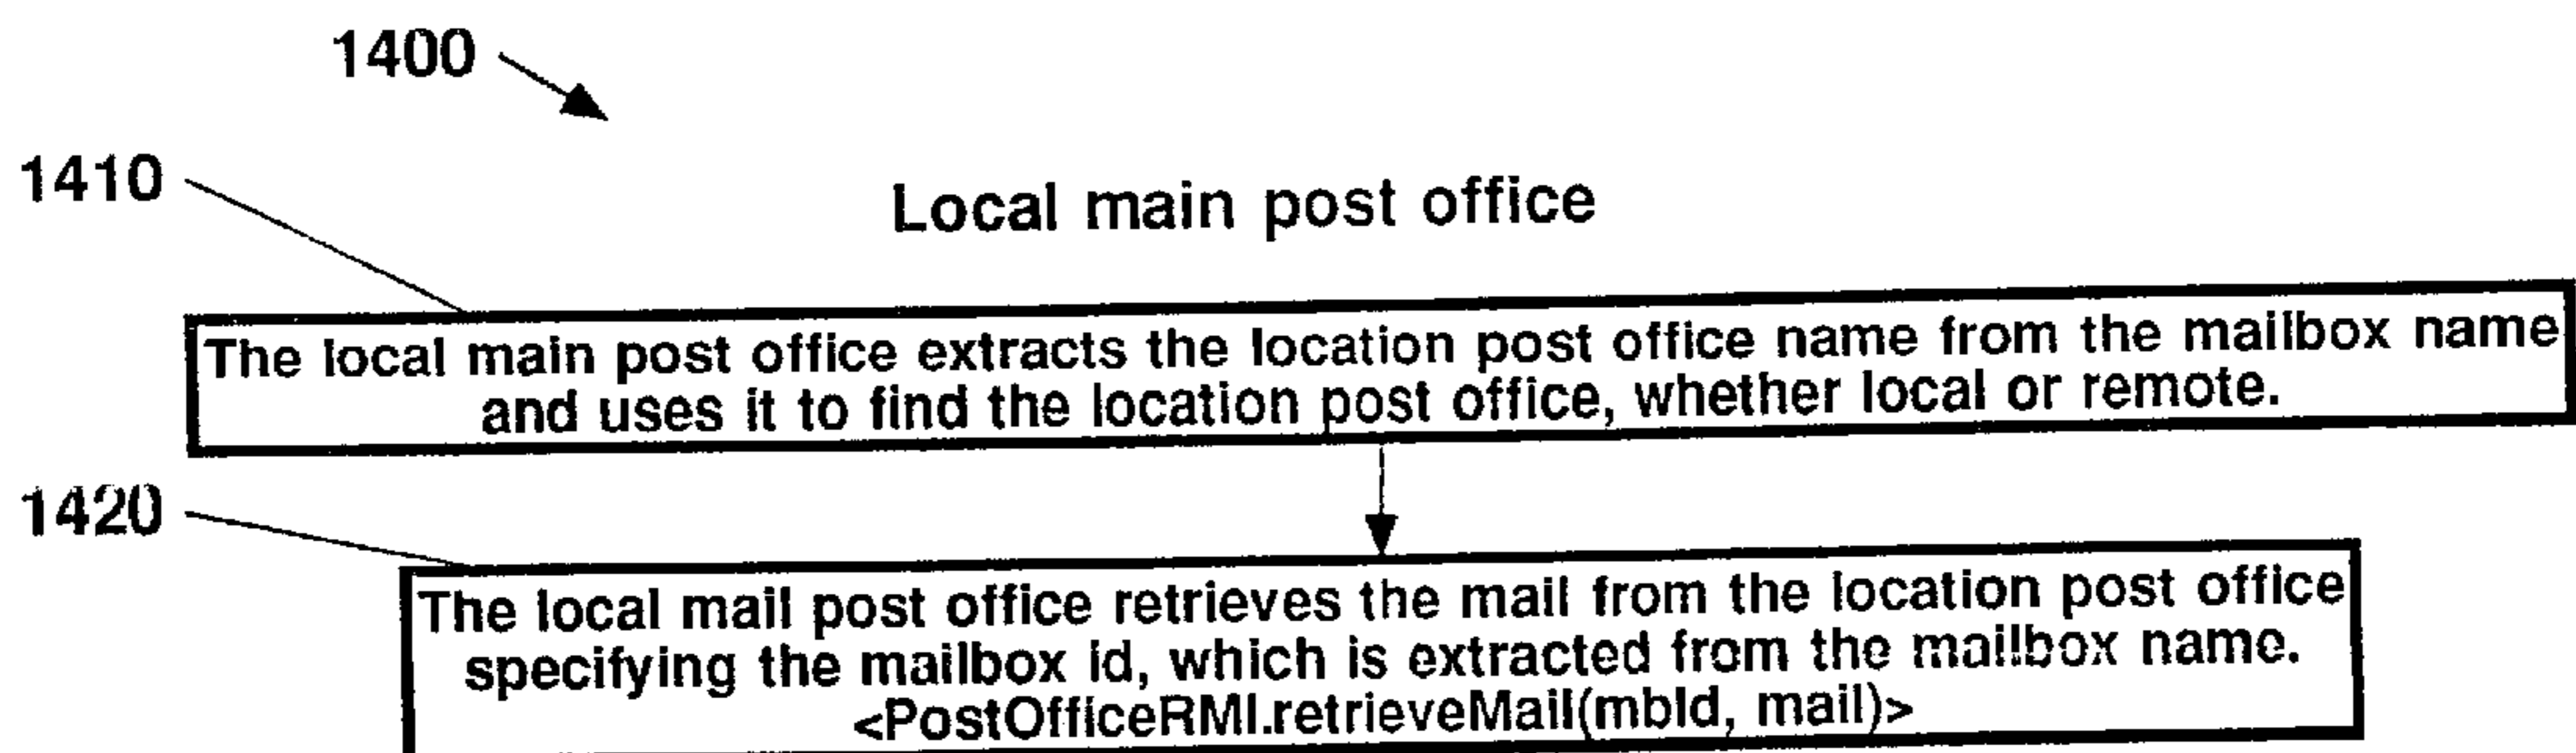 1400
1410
Local main post office
The local main post office extracts the location post office name from the mailbox name
and uses it to find the location post office, whether local or remote.
1420
The local mail post office retrieves the mail from the location post office
specifying the mailbox id, which is extracted from the mailbox name.
<PostOfficeRMI.retrieveMail(mbId, mail)>